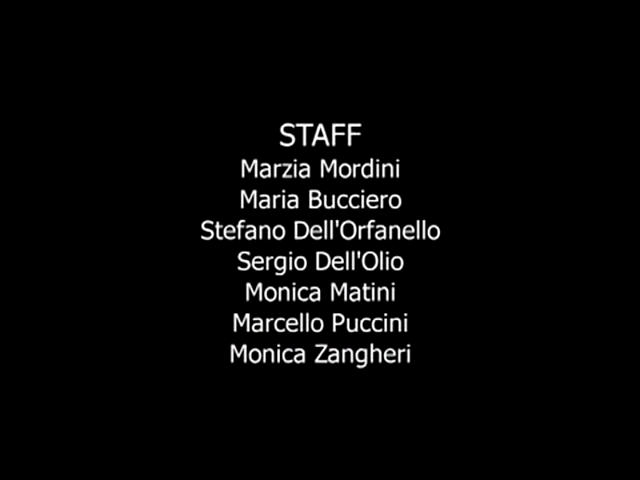 STAFF
Marzia Mordini
Maria Bucciero
Stefano Dell'Orfanello
Sergio Dell'Olio
Monica Matini
Marcello Puccini
Monica Zangheri